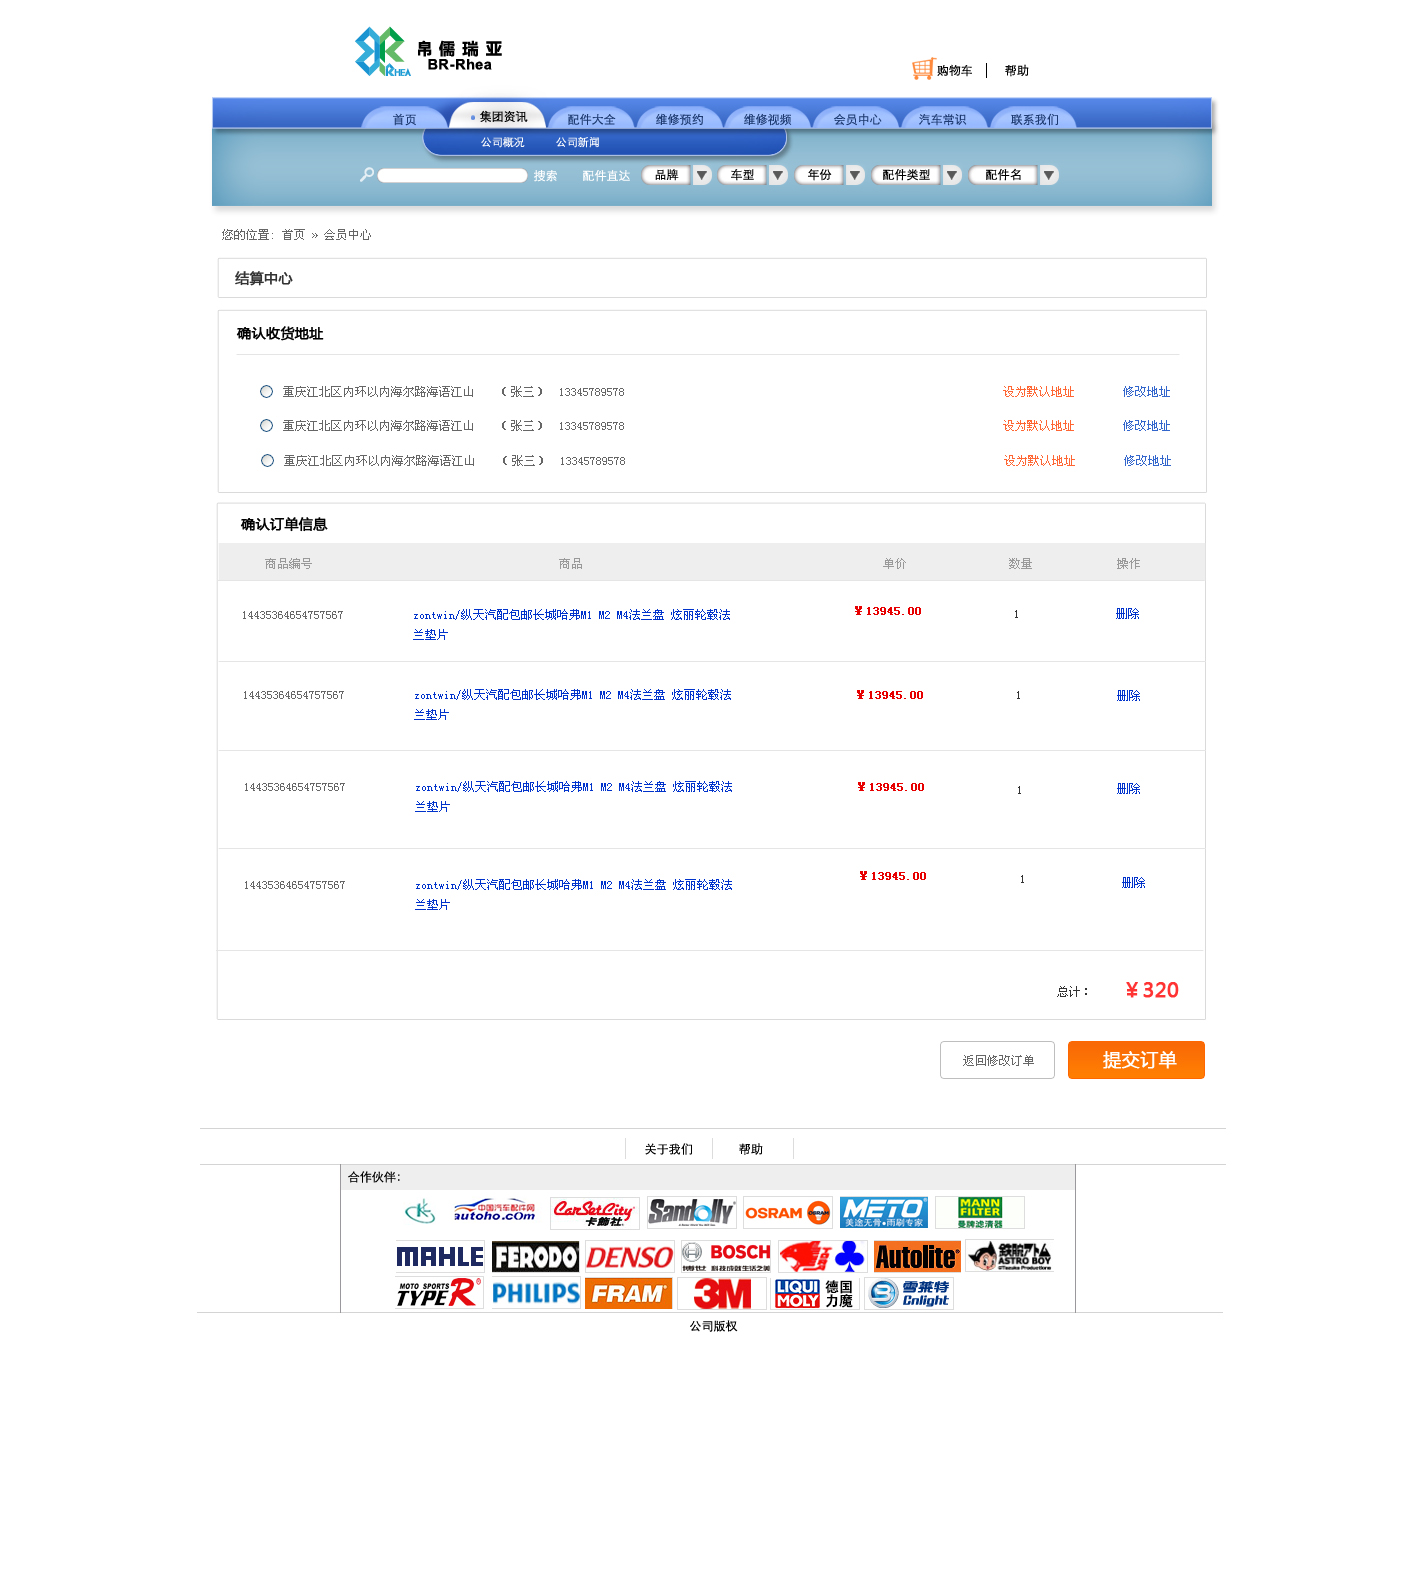 帛儒瑞亚
BR-Rhea
RHEA
购物车 帮助
首页 集团资讯 配件大全 维修预约 维修视频 会员中心 汽车常识 联系我们
公司概况 公司新闻
搜索 配件直达 品牌 车型 年份 配件类型 配件名
您的位置：首页 » 会员中心
结算中心
确认收货地址
重庆江北区内环以内海尔路海语江山 （张三） 13345789578 设为默认地址 修改地址
重庆江北区内环以内海尔路海语江山 （张三） 13345789578 设为默认地址 修改地址
重庆江北区内环以内海尔路海语江山 （张三） 13345789578 设为默认地址 修改地址
确认订单信息
商品编号 商品 单价 数量 操作
14435364654757567 zontwin/纵天汽配包邮长城哈弗M1 M2 M4法兰盘 炫丽轮毂法 ¥ 13945.00 1 删除
兰垫片
14435364654757567 zontwin/纵天汽配包邮长城哈弗M1 M2 M4法兰盘 炫丽轮毂法 ¥ 13945.00 1 删除
兰垫片
14435364654757567 zontwin/纵天汽配包邮长城哈弗M1 M2 M4法兰盘 炫丽轮毂法 ¥ 13945.00 1 删除
兰垫片
14435364654757567 zontwin/纵天汽配包邮长城哈弗M1 M2 M4法兰盘 炫丽轮毂法 ¥ 13945.00 1 删除
兰垫片
总计： ¥ 320
返回修改订单 提交订单
关于我们 帮助
合作伙伴：
中国汽车配件网
autoho.com
CarSetCity
卡饰社
Sandolly
OSRAM OSRAM
METO
美途无骨·雨刷专家
MANN
FILTER
曼牌滤清器
MAHLE FERODO DENSO BOSCH
科技成就生活之美
Autolite
鉄腕アトム
ASTRO BOY
©Tezuka Productions
MOTO SPORTS
TYPE R
PHILIPS FRAM 3M
LIQUI
MOLY
德国
力魔
雪莱特
Cnlight
公司版权